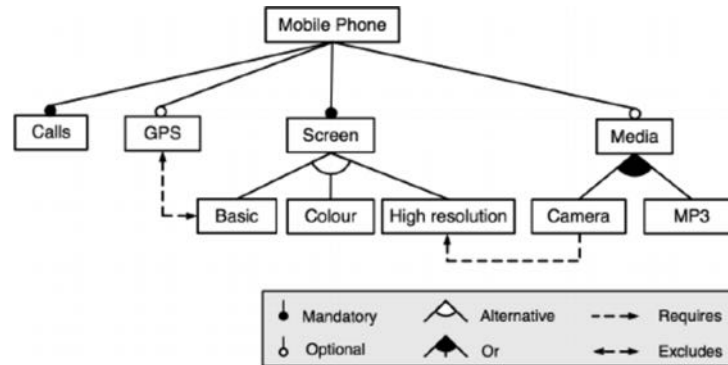 Mobile Phone
Calls
GPS
Screen
Media
Basic
Colour
High resolution
Camera
MP3
Mandatory
Alternative
Requires
Optional
Or
Excludes